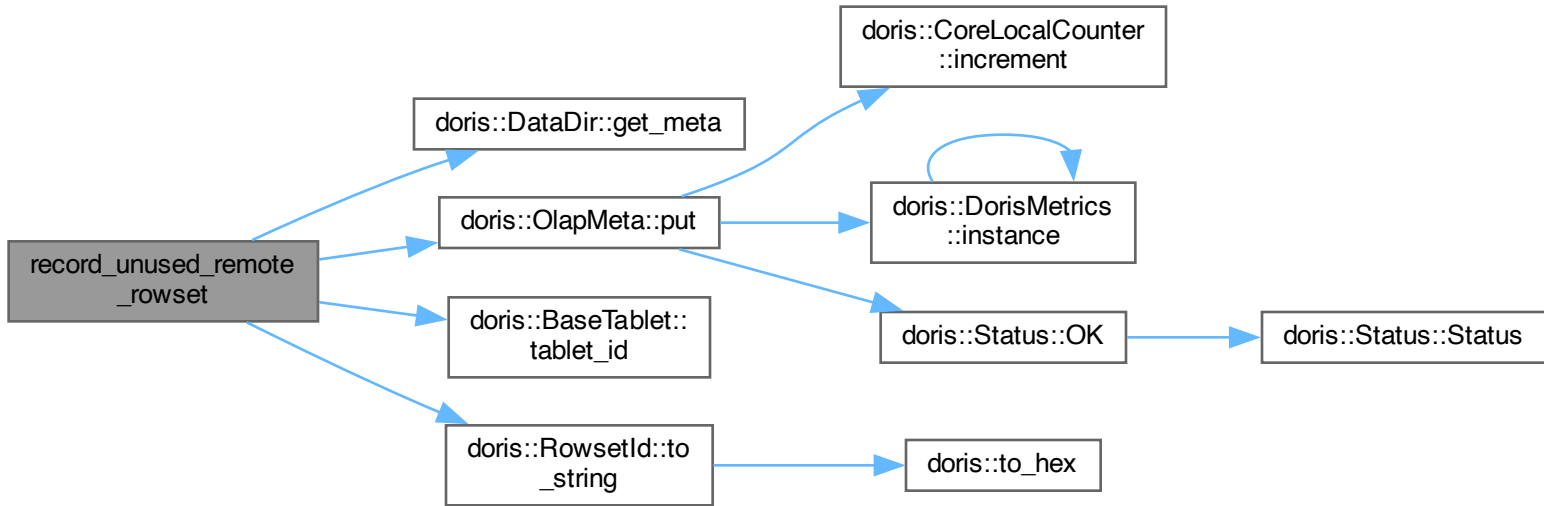 record_unused_remote
_rowset
doris::DataDir::get_meta
doris::OlapMeta::put
doris::BaseTablet::
tablet_id
doris::RowsetId::to
_string
doris::CoreLocalCounter
::increment
doris::DorisMetrics
::instance
doris::Status::OK
doris::to_hex
doris::Status::Status